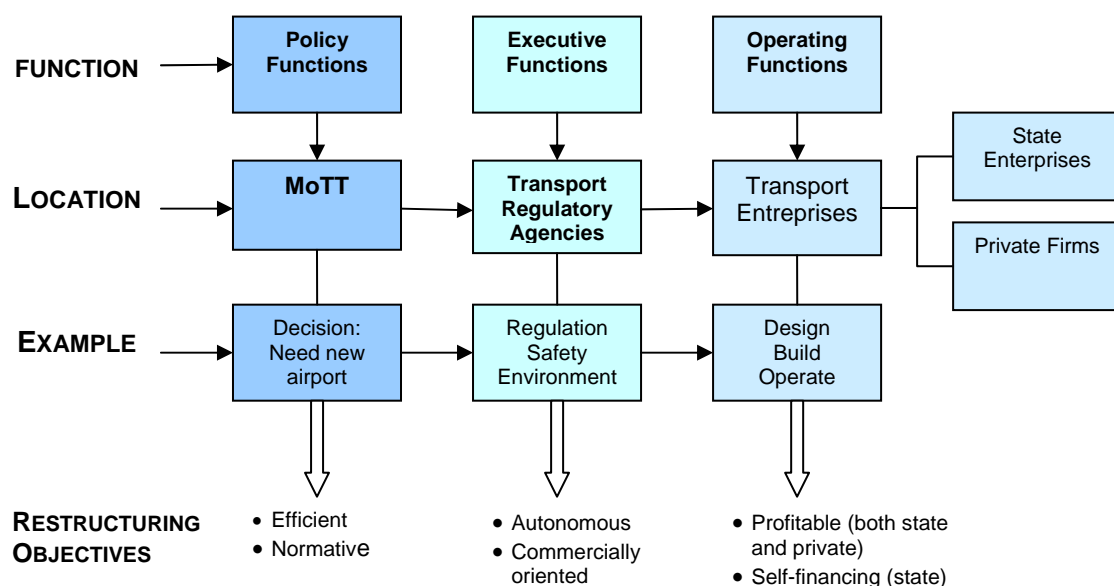 FUNCTION
Policy
Functions
Executive
Functions
Operating
Functions
LOCATION
MoTT
Transport
Regulatory
Agencies
Transport
Entreprises
State
Enterprises
Private Firms
EXAMPLE
Decision:
Need new
airport
Regulation
Safety
Environment
Design
Build
Operate
RESTRUCTURING
OBJECTIVES
• Efficient
• Normative
• Autonomous
• Commercially
oriented
• Profitable (both state
and private)
• Self-financing (state)